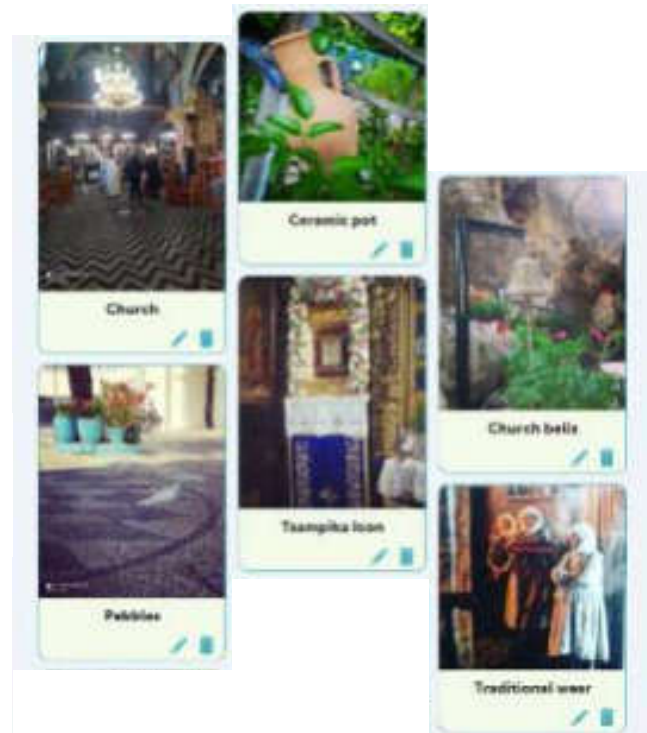 Church
Pebbles
Ceramic pot
Tsampika Icon
Church bells
Traditional wear